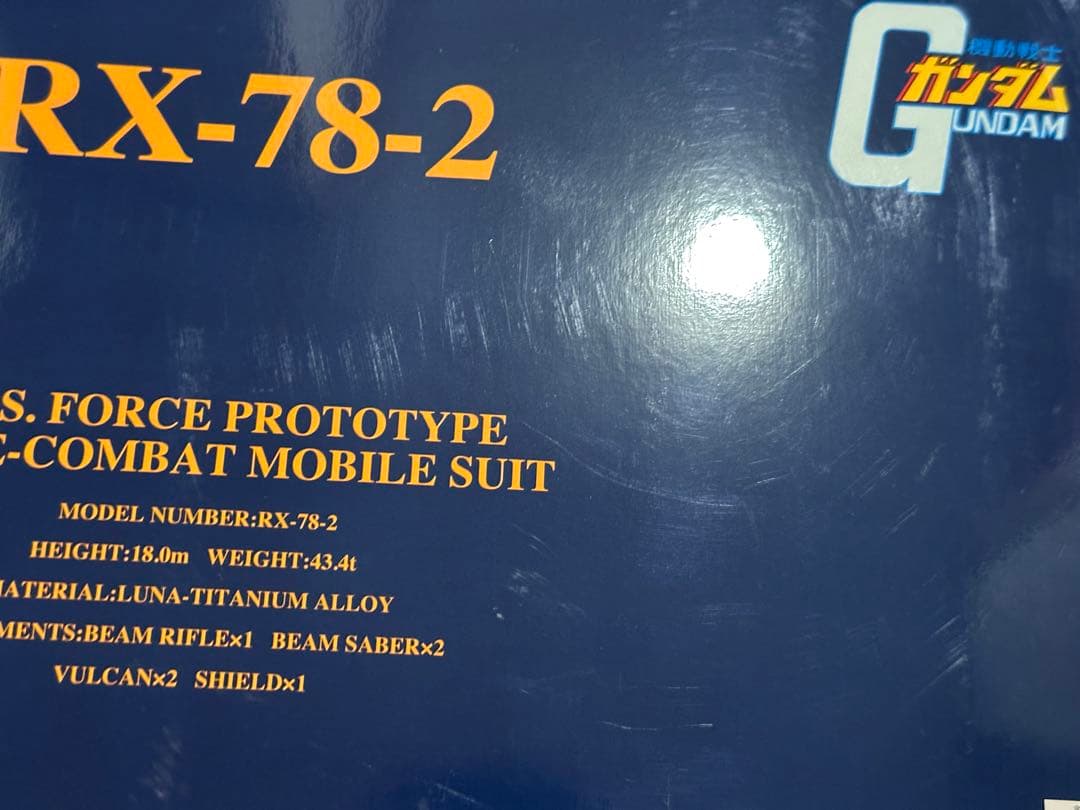 RX-78-2
機動戦士
ガンダム
GUNDAM
S. FORCE PROTOTYPE
E-COMBAT MOBILE SUIT
MODEL NUMBER:RX-78-2
HEIGHT:18.0m WEIGHT:43.4t
MATERIAL:LUNA-TITANIUM ALLOY
MENTS:BEAM RIFLE×1 BEAM SABER×2
VULCAN×2 SHIELD×1